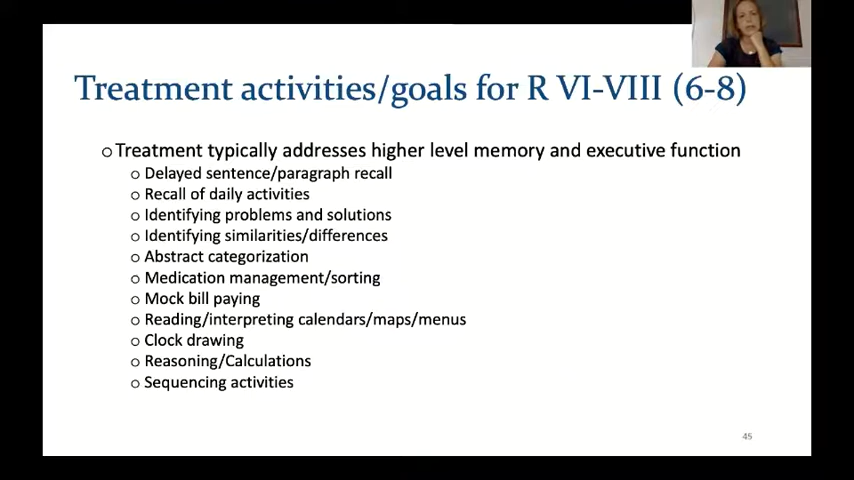 Treatment activities/goals for R VI-VIII (6-8)
Treatment typically addresses higher level memory and executive function
Delayed sentence/paragraph recall
Recall of daily activities
Identifying problems and solutions
Identifying similarities/differences
Abstract categorization
Medication management/sorting
Mock bill paying
Reading/interpreting calendars/maps/menus
Clock drawing
Reasoning/Calculations
Sequencing activities
45